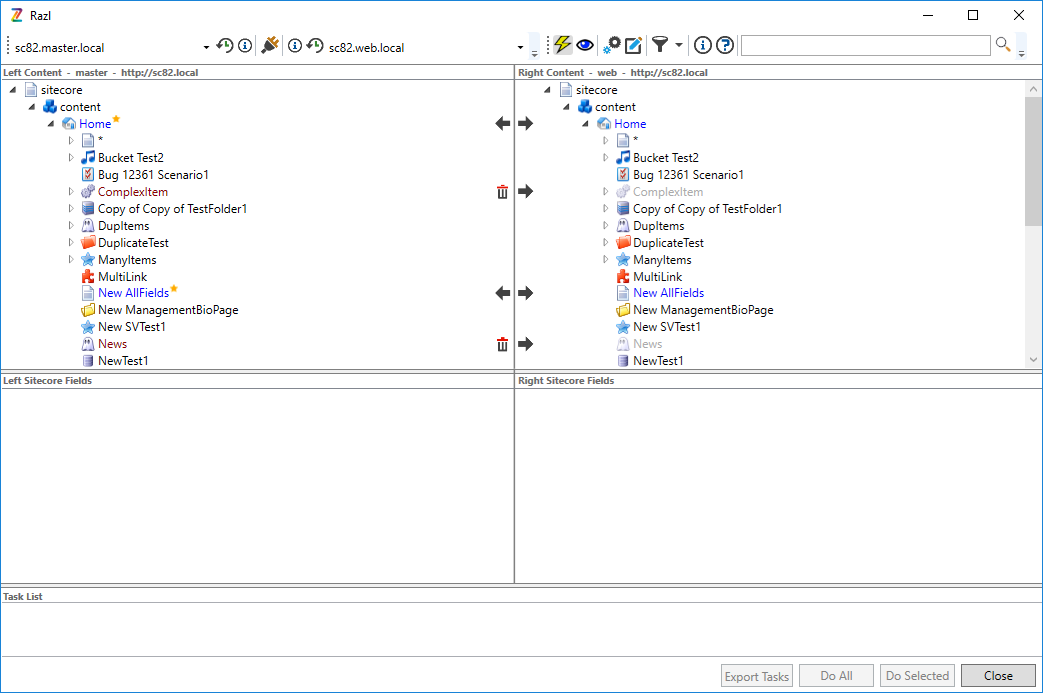 Razl
sc82.master.local
sc82.web.local
Left Content - master - http://sc82.local
Right Content - web - http://sc82.local
sitecore
content
Home
*
Bucket Test2
Bug 12361 Scenario1
ComplexItem
Copy of Copy of TestFolder1
DupItems
DuplicateTest
ManyItems
MultiLink
New AllFields
New ManagementBioPage
New SVTest1
News
NewTest1
sitecore
content
Home
*
Bucket Test2
Bug 12361 Scenario1
ComplexItem
Copy of Copy of TestFolder1
DupItems
DuplicateTest
ManyItems
MultiLink
New AllFields
New ManagementBioPage
New SVTest1
News
NewTest1
Left Sitecore Fields
Right Sitecore Fields
Task List
Export Tasks
Do All
Do Selected
Close